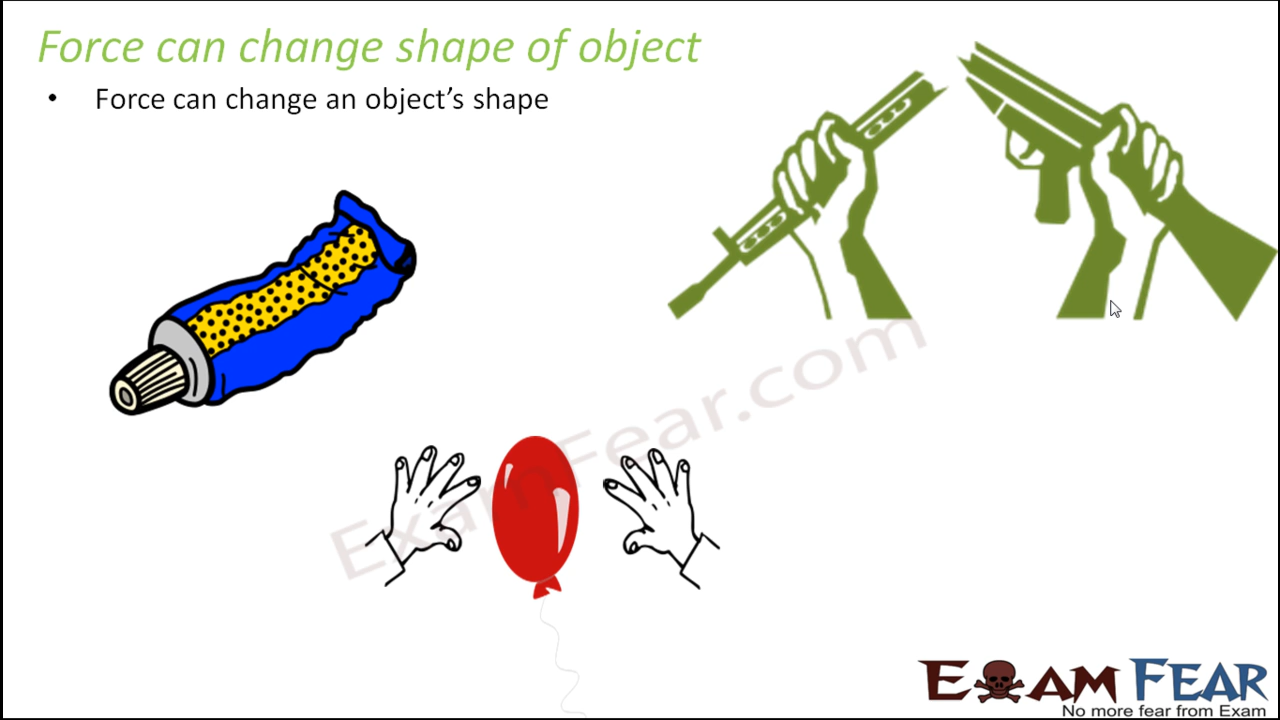 Force can change shape of object
• Force can change an object’s shape
ExamFear.com
EXAM FEAR
No more fear from Exam